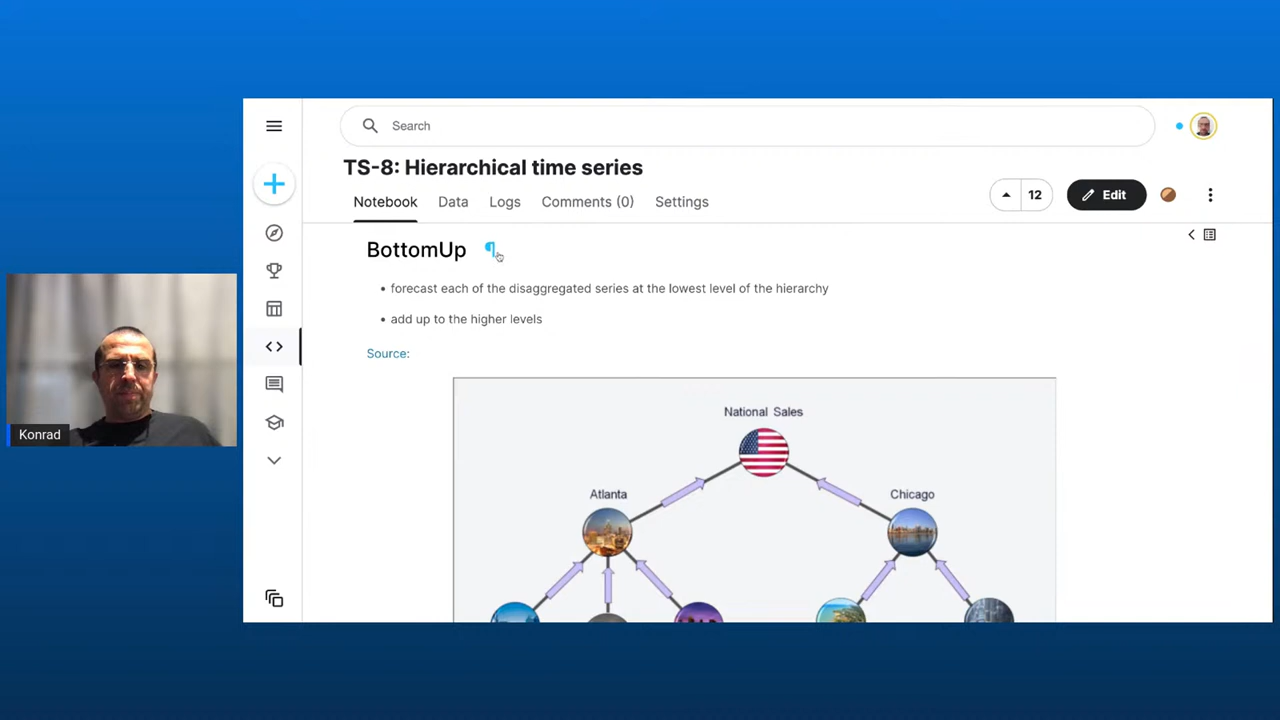 Search
TS-8: Hierarchical time series
Notebook
Data
Logs
Comments (0)
Settings
12
Edit
BottomUp ¶
• forecast each of the disaggregated series at the lowest level of the hierarchy
• add up to the higher levels
Source:
National Sales
Atlanta
Chicago
Konrad